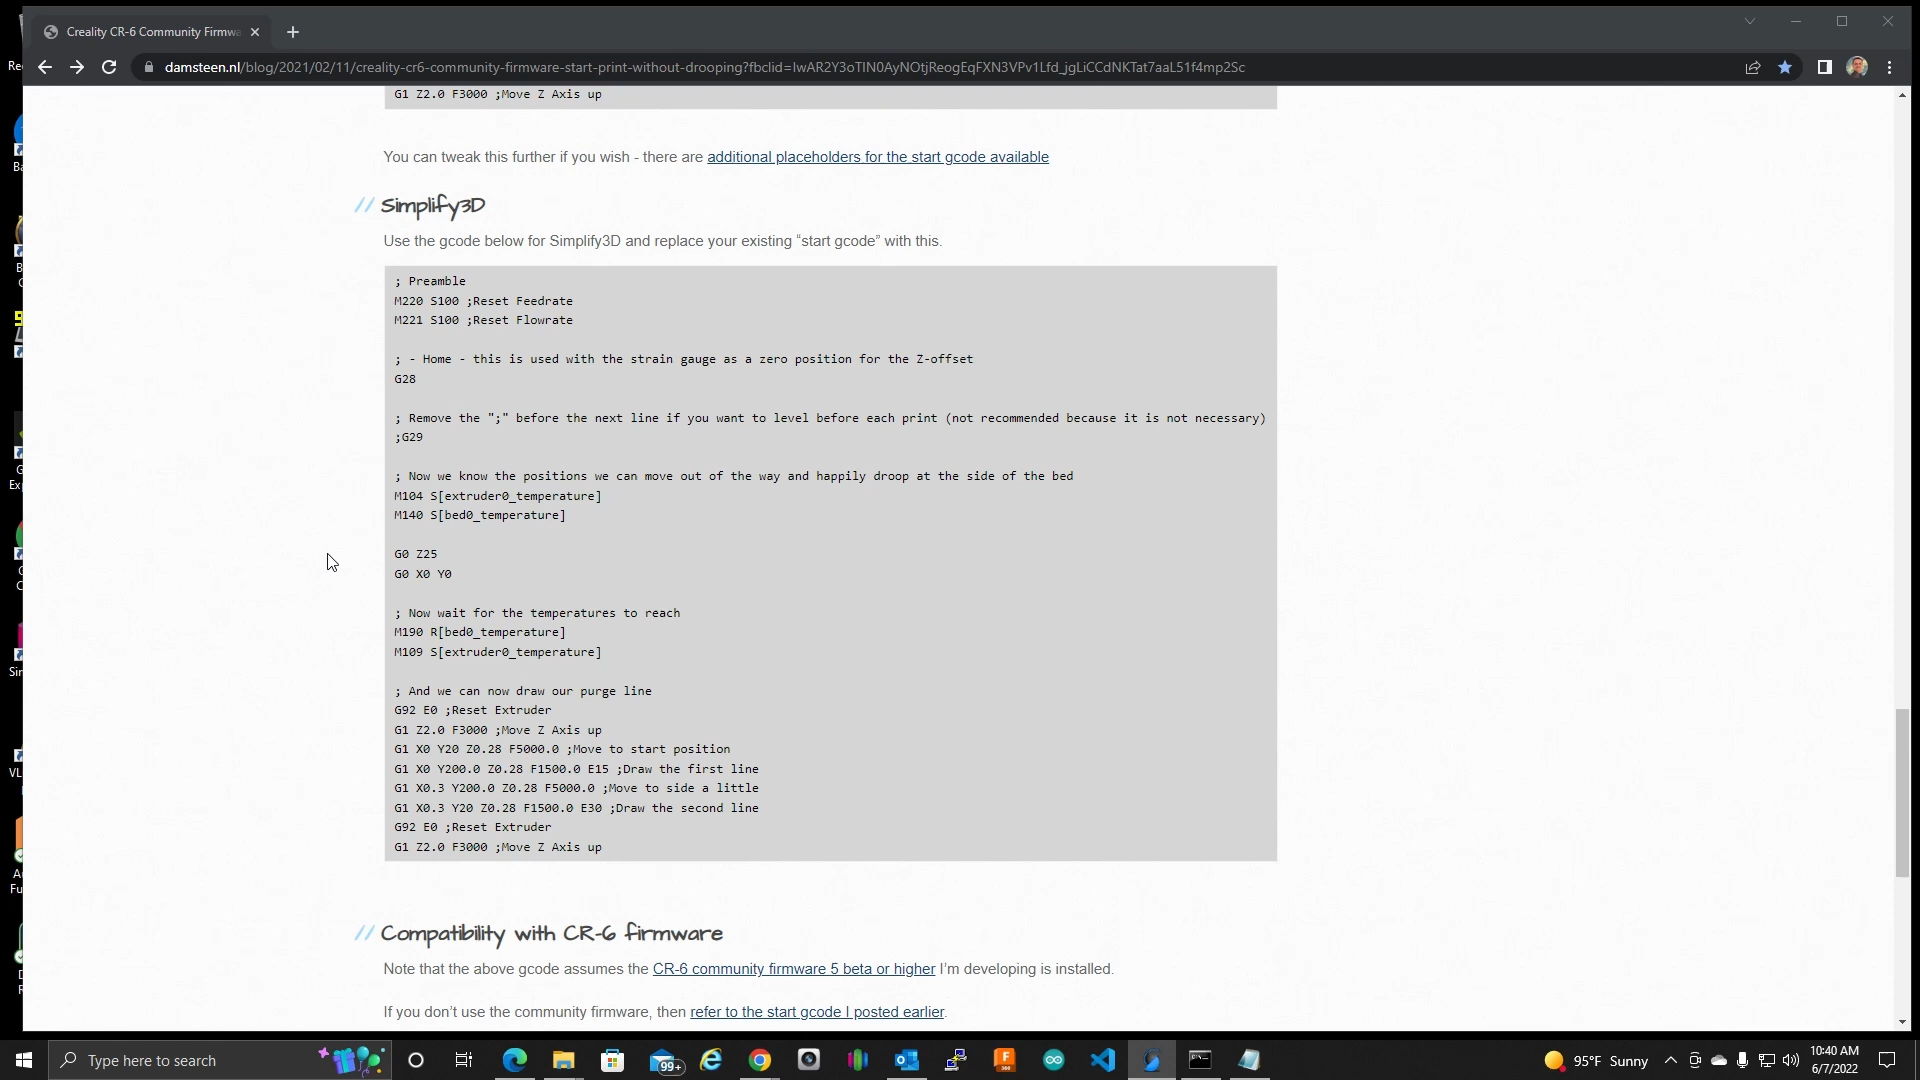 Creality CR-6 Community Firmwa
damsteen.nl/blog/2021/02/11/creality-cr6-community-firmware-start-print-without-drooping?fbclid=IwAR2Y3oTIN0AyNOtjReogEqFXN3VPv1Lfd_jgLiCCdNKTat7aaL51f4mp2Sc
G1 Z2.0 F3000 ;Move Z Axis up
You can tweak this further if you wish - there are additional placeholders for the start gcode available
// Simplify3D
Use the gcode below for Simplify3D and replace your existing “start gcode” with this.
; Preamble
M220 S100 ;Reset Feedrate
M221 S100 ;Reset Flowrate
; - Home - this is used with the strain gauge as a zero position for the Z-offset
G28
; Remove the ";" before the next line if you want to level before each print (not recommended because it is not necessary)
;G29
; Now we know the positions we can move out of the way and happily droop at the side of the bed
M104 S[extruder0_temperature]
M140 S[bed0_temperature]
G0 Z25
G0 X0 Y0
; Now wait for the temperatures to reach
M190 R[bed0_temperature]
M109 S[extruder0_temperature]
; And we can now draw our purge line
G92 E0 ;Reset Extruder
G1 Z2.0 F3000 ;Move Z Axis up
G1 X0 Y20 Z0.28 F5000.0 ;Move to start position
G1 X0 Y200.0 Z0.28 F1500.0 E15 ;Draw the first line
G1 X0.3 Y200.0 Z0.28 F5000.0 ;Move to side a little
G1 X0.3 Y20 Z0.28 F1500.0 E30 ;Draw the second line
G92 E0 ;Reset Extruder
G1 Z2.0 F3000 ;Move Z Axis up
// Compatibility with CR-6 firmware
Note that the above gcode assumes the CR-6 community firmware 5 beta or higher I’m developing is installed.
If you don’t use the community firmware, then refer to the start gcode I posted earlier.
Type here to search
99+
95°F Sunny
10:40 AM
6/7/2022